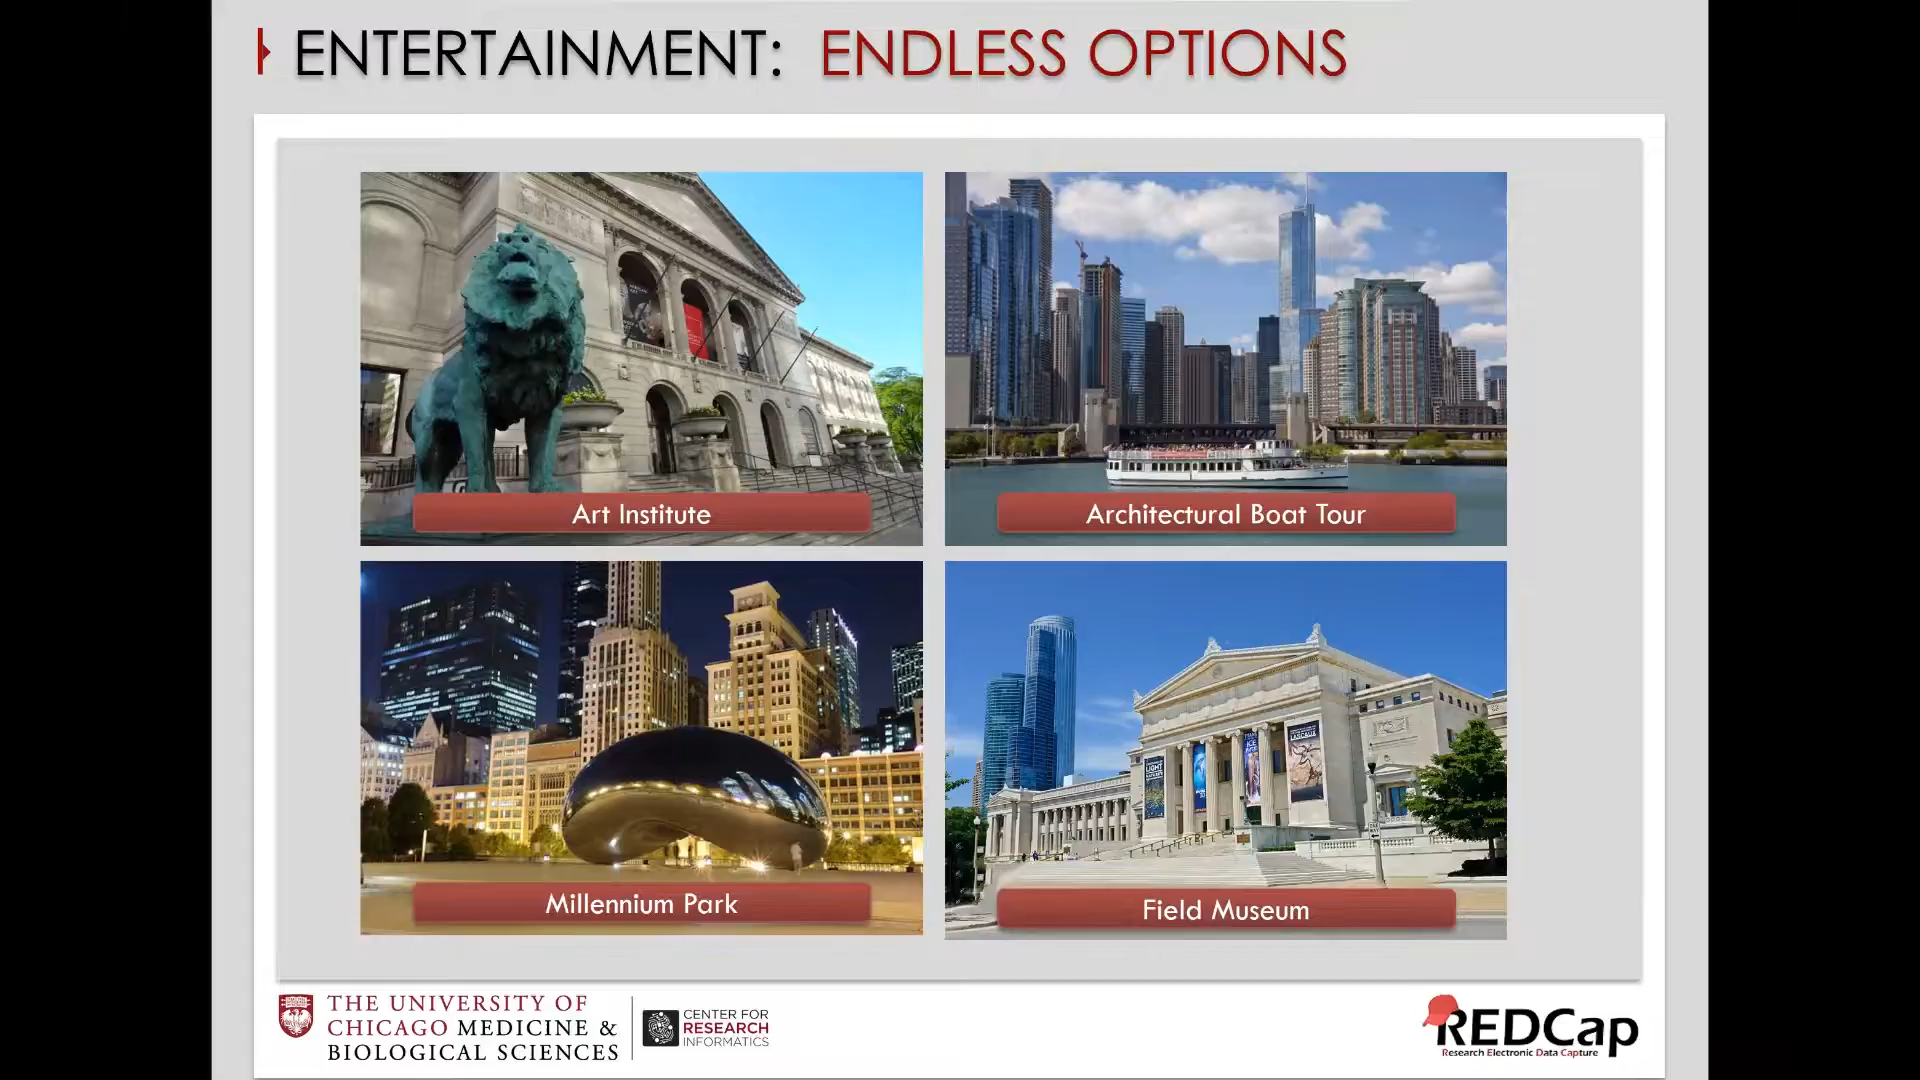 ENTERTAINMENT: ENDLESS OPTIONS
Art Institute
Architectural Boat Tour
Millennium Park
Field Museum
THE UNIVERSITY OF
CHICAGO MEDICINE &
BIOLOGICAL SCIENCES
CENTER FOR
RESEARCH
INFORMATICS
REDCap
Research Electronic Data Capture